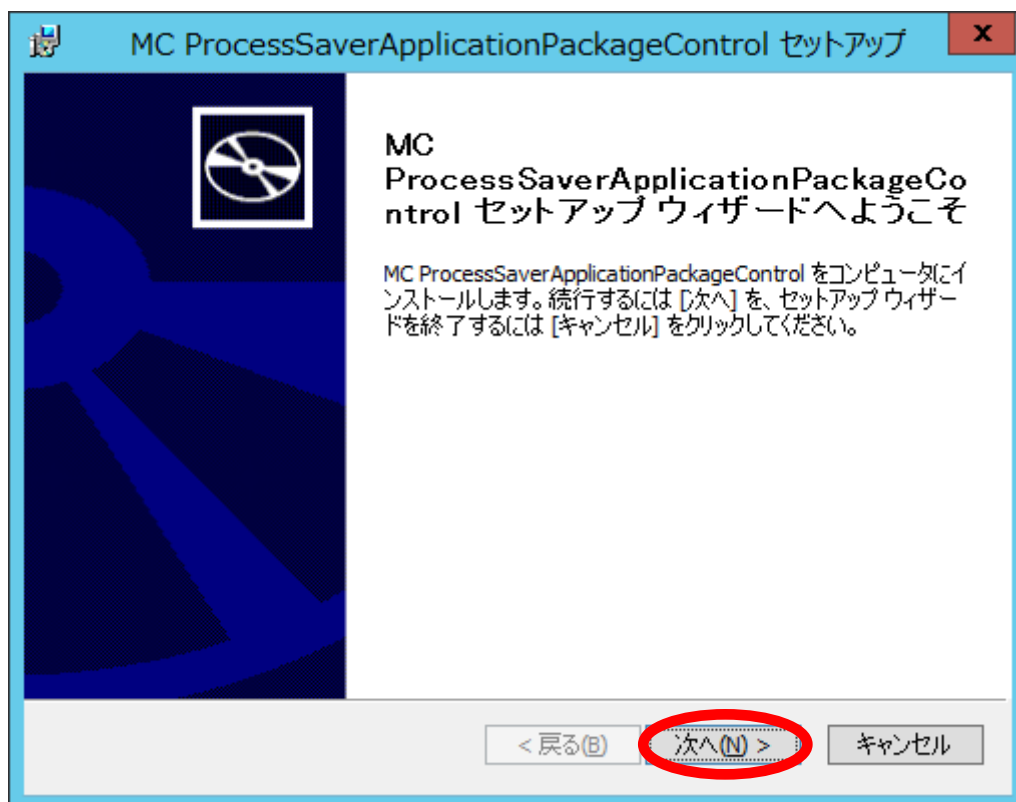 MC ProcessSaverApplicationPackageControl セットアップ
x
MC
ProcessSaverApplicationPackageCo
ntrol セットアップ ウィザードへようこそ
MC ProcessSaverApplicationPackageControl をコンピュータにイ
ンストールします。続行するには [次へ] を、セットアップ ウィザー
ドを終了するには [キャンセル] をクリックしてください。
< 戻る(B) 次へ(N) > キャンセル